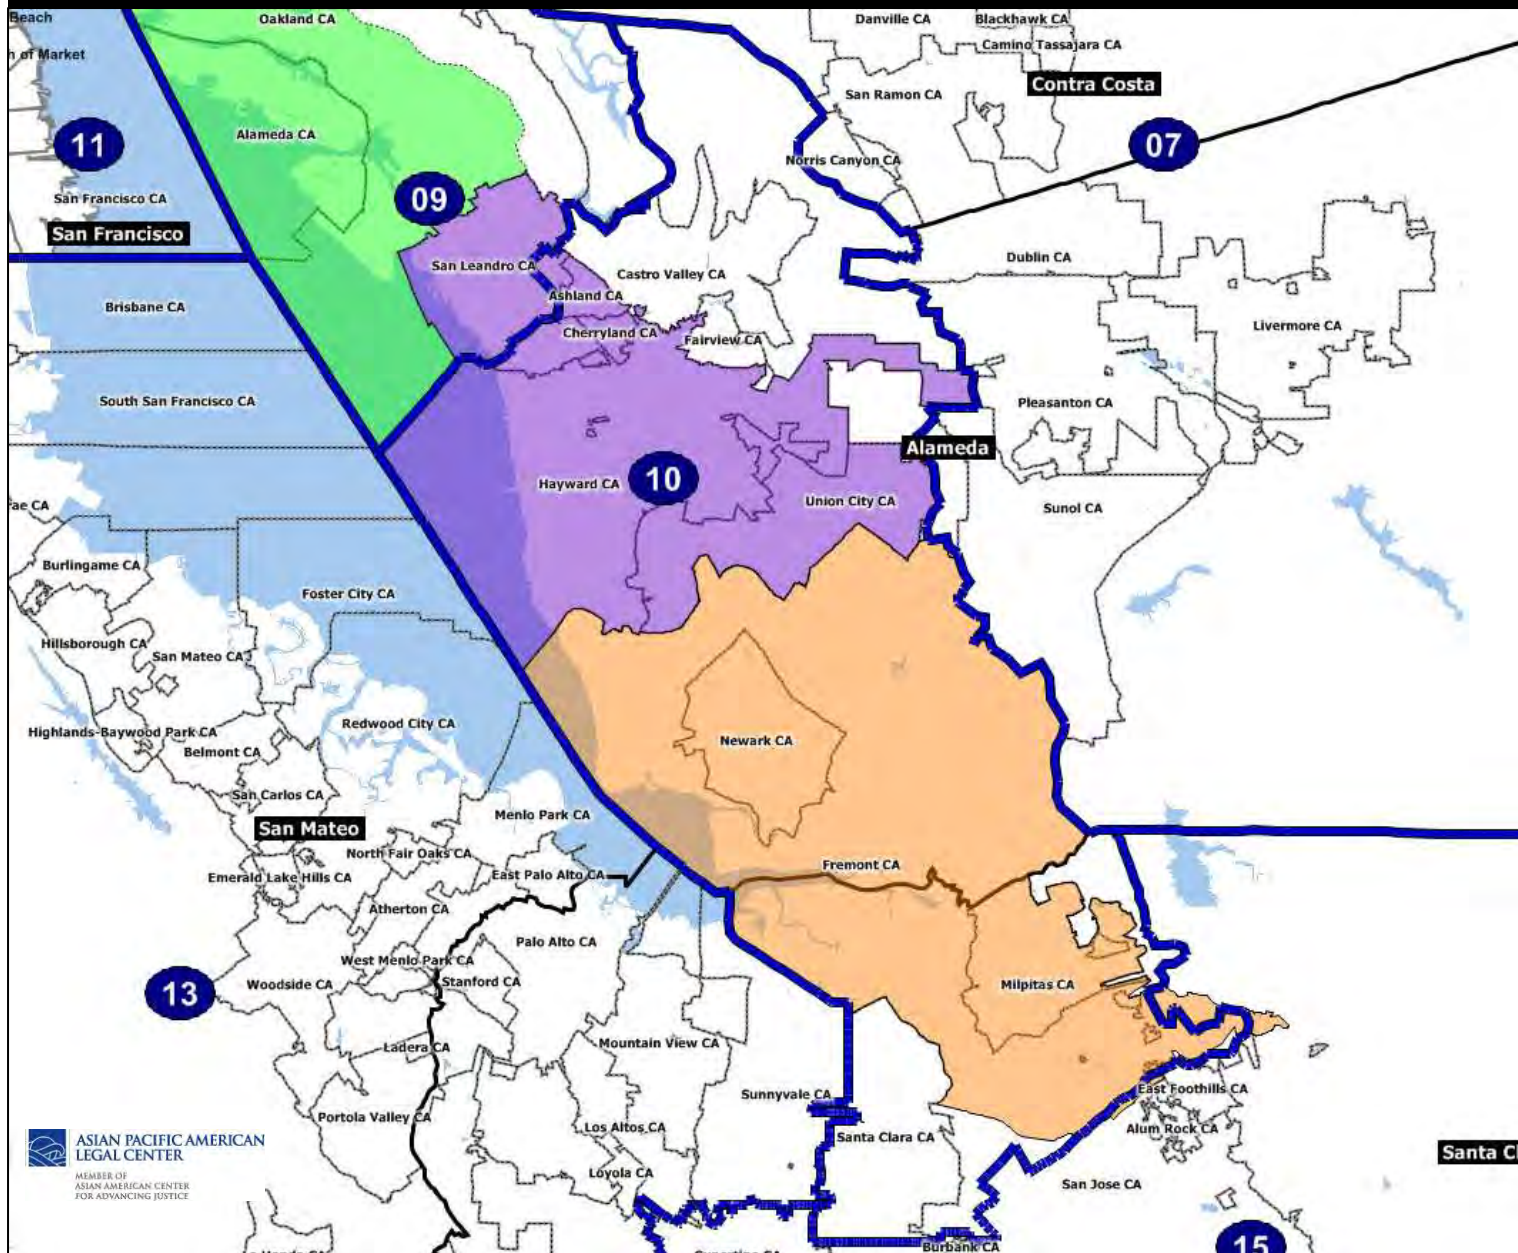 Beach
Oakland CA
Danville CA
Blackhawk CA
h of Market
Camino Tassajara CA
Contra Costa
San Ramon CA
Alameda CA
11
07
Norris Canyon CA
San Francisco CA
09
San Francisco
Dublin CA
San Leandro CA
Castro Valley CA
Ashland CA
Brisbane CA
Livermore CA
Cherryland CA
Fairview CA
South San Francisco CA
Pleasanton CA
Alameda
10
Hayward CA
Union City CA
ae CA
Sunol CA
Burlingame CA
Foster City CA
Hillsborough CA
San Mateo CA
Redwood City CA
Highlands-Baywood Park CA
Newark CA
Belmont CA
San Carlos CA
Menlo Park CA
San Mateo
North Fair Oaks CA
Fremont CA
Emerald Lake Hills CA
East Palo Alto CA
Atherton CA
Palo Alto CA
West Menlo Park CA
Stanford CA
13
Woodside CA
Milpitas CA
Ladera CA
Mountain View CA
East Foothills CA
Sunnyvale CA
Portola Valley CA
Los Altos CA
Santa Clara CA
Alum Rock CA
ASIAN PACIFIC AMERICAN
LEGAL CENTER
MEMBER OF
ASIAN AMERICAN CENTER
FOR ADVANCING JUSTICE
Santa Cl
Loyola CA
San Jose CA
15
Burbank CA